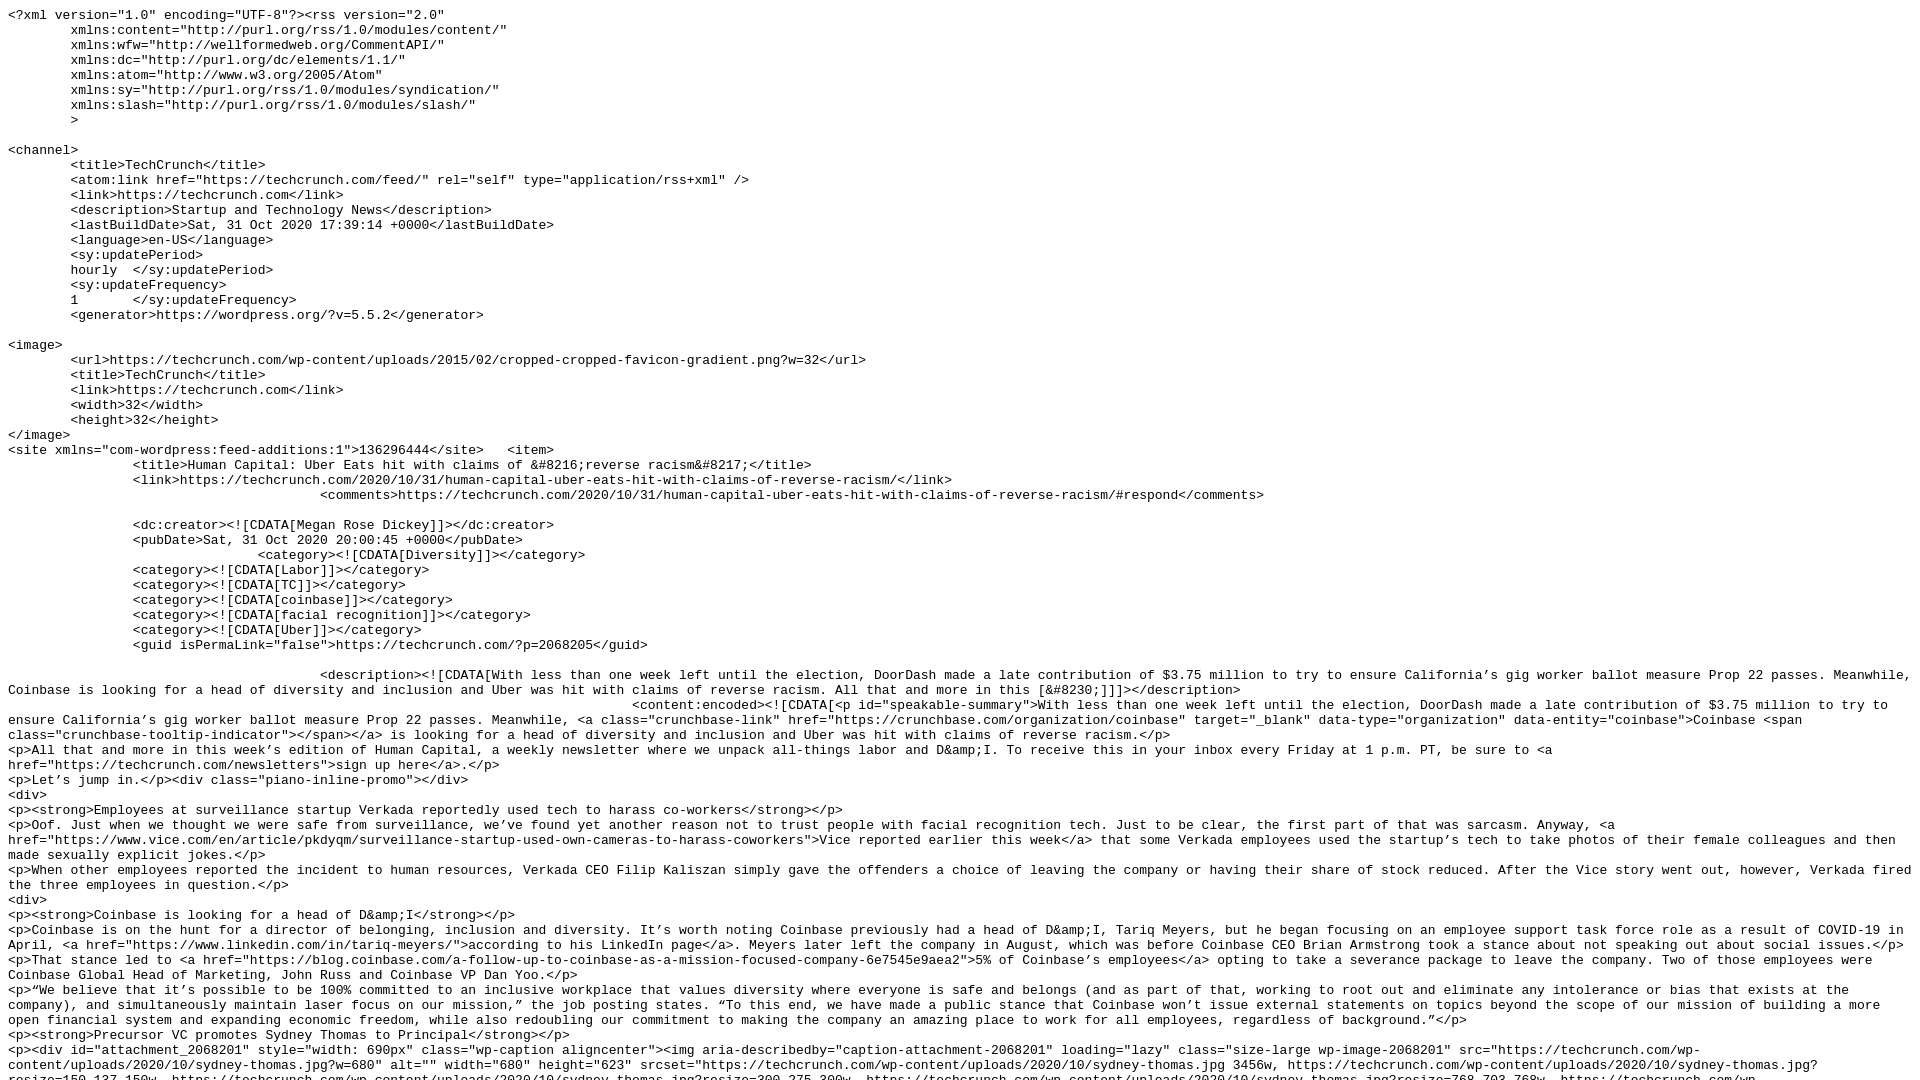 <?xml version="1.0" encoding="UTF-8"?><rss version="2.0"
xmlns:content="http://purl.org/rss/1.0/modules/content/"
xmlns:wfw="http://wellformedweb.org/CommentAPI/"
xmlns:dc="http://purl.org/dc/elements/1.1/"
xmlns:atom="http://www.w3.org/2005/Atom"
xmlns:sy="http://purl.org/rss/1.0/modules/syndication/"
xmlns:slash="http://purl.org/rss/1.0/modules/slash/"
>
<channel>
<title>TechCrunch</title>
<atom:link href="https://techcrunch.com/feed/" rel="self" type="application/rss+xml" />
<link>https://techcrunch.com</link>
<description>Startup and Technology News</description>
<lastBuildDate>Sat, 31 Oct 2020 17:39:14 +0000</lastBuildDate>
<language>en-US</language>
<sy:updatePeriod>
hourly  </sy:updatePeriod>
<sy:updateFrequency>
1       </sy:updateFrequency>
<generator>https://wordpress.org/?v=5.5.2</generator>
<image>
<url>https://techcrunch.com/wp-content/uploads/2015/02/cropped-cropped-favicon-gradient.png?w=32</url>
<title>TechCrunch</title>
<link>https://techcrunch.com</link>
<width>32</width>
<height>32</height>
</image>
<site xmlns="com-wordpress:feed-additions:1">136296444</site>   <item>
<title>Human Capital: Uber Eats hit with claims of &#8216;reverse racism&#8217;</title>
<link>https://techcrunch.com/2020/10/31/human-capital-uber-eats-hit-with-claims-of-reverse-racism/</link>
<comments>https://techcrunch.com/2020/10/31/human-capital-uber-eats-hit-with-claims-of-reverse-racism/#respond</comments>
<dc:creator><![CDATA[Megan Rose Dickey]]></dc:creator>
<pubDate>Sat, 31 Oct 2020 20:00:45 +0000</pubDate>
<category><![CDATA[Diversity]]></category>
<category><![CDATA[Labor]]></category>
<category><![CDATA[TC]]></category>
<category><![CDATA[coinbase]]></category>
<category><![CDATA[facial recognition]]></category>
<category><![CDATA[Uber]]></category>
<guid isPermaLink="false">https://techcrunch.com/?p=2068205</guid>
<description><![CDATA[With less than one week left until the election, DoorDash made a late contribution of $3.75 million to try to ensure California’s gig worker ballot measure Prop 22 passes. Meanwhile,
Coinbase is looking for a head of diversity and inclusion and Uber was hit with claims of reverse racism. All that and more in this [&#8230;]]]></description>
<content:encoded><![CDATA[<p id="speakable-summary">With less than one week left until the election, DoorDash made a late contribution of $3.75 million to try to
ensure California’s gig worker ballot measure Prop 22 passes. Meanwhile, <a class="crunchbase-link" href="https://crunchbase.com/organization/coinbase" target="_blank" data-type="organization" data-entity="coinbase">Coinbase <span
class="crunchbase-tooltip-indicator"></span></a> is looking for a head of diversity and inclusion and Uber was hit with claims of reverse racism.</p>
<p>All that and more in this week’s edition of Human Capital, a weekly newsletter where we unpack all-things labor and D&amp;I. To receive this in your inbox every Friday at 1 p.m. PT, be sure to <a
href="https://techcrunch.com/newsletters">sign up here</a>.</p>
<p>Let’s jump in.</p><div class="piano-inline-promo"></div>
<div>
<p><strong>Employees at surveillance startup Verkada reportedly used tech to harass co-workers</strong></p>
<p>Oof. Just when we thought we were safe from surveillance, we’ve found yet another reason not to trust people with facial recognition tech. Just to be clear, the first part of that was sarcasm. Anyway, <a
href="https://www.vice.com/en/article/pkdyqm/surveillance-startup-used-own-cameras-to-harass-coworkers">Vice reported earlier this week</a> that some Verkada employees used the startup’s tech to take photos of their female colleagues and then
made sexually explicit jokes.</p>
<p>When other employees reported the incident to human resources, Verkada CEO Filip Kaliszan simply gave the offenders a choice of leaving the company or having their share of stock reduced. After the Vice story went out, however, Verkada fired
the three employees in question.</p>
<div>
<p><strong>Coinbase is looking for a head of D&amp;I</strong></p>
<p>Coinbase is on the hunt for a director of belonging, inclusion and diversity. It’s worth noting Coinbase previously had a head of D&amp;I, Tariq Meyers, but he began focusing on an employee support task force role as a result of COVID-19 in
April, <a href="https://www.linkedin.com/in/tariq-meyers/">according to his LinkedIn page</a>. Meyers later left the company in August, which was before Coinbase CEO Brian Armstrong took a stance about not speaking out about social issues.</p>
<p>That stance led to <a href="https://blog.coinbase.com/a-follow-up-to-coinbase-as-a-mission-focused-company-6e7545e9aea2">5% of Coinbase’s employees</a> opting to take a severance package to leave the company. Two of those employees were
Coinbase Global Head of Marketing, John Russ and Coinbase VP Dan Yoo.</p>
<p>“We believe that it’s possible to be 100% committed to an inclusive workplace that values diversity where everyone is safe and belongs (and as part of that, working to root out and eliminate any intolerance or bias that exists at the
company), and simultaneously maintain laser focus on our mission,” the job posting states. “To this end, we have made a public stance that Coinbase won’t issue external statements on topics beyond the scope of our mission of building a more
open financial system and expanding economic freedom, while also redoubling our commitment to making the company an amazing place to work for all employees, regardless of background.”</p>
<p><strong>Precursor VC promotes Sydney Thomas to Principal</strong></p>
<p><div id="attachment_2068201" style="width: 690px" class="wp-caption aligncenter"><img aria-describedby="caption-attachment-2068201" loading="lazy" class="size-large wp-image-2068201" src="https://techcrunch.com/wp-
content/uploads/2020/10/sydney-thomas.jpg?w=680" alt="" width="680" height="623" srcset="https://techcrunch.com/wp-content/uploads/2020/10/sydney-thomas.jpg 3456w, https://techcrunch.com/wp-content/uploads/2020/10/sydney-thomas.jpg?
resize=150,137 150w, https://techcrunch.com/wp-content/uploads/2020/10/sydney-thomas.jpg?resize=300,275 300w, https://techcrunch.com/wp-content/uploads/2020/10/sydney-thomas.jpg?resize=768,703 768w, https://techcrunch.com/wp-